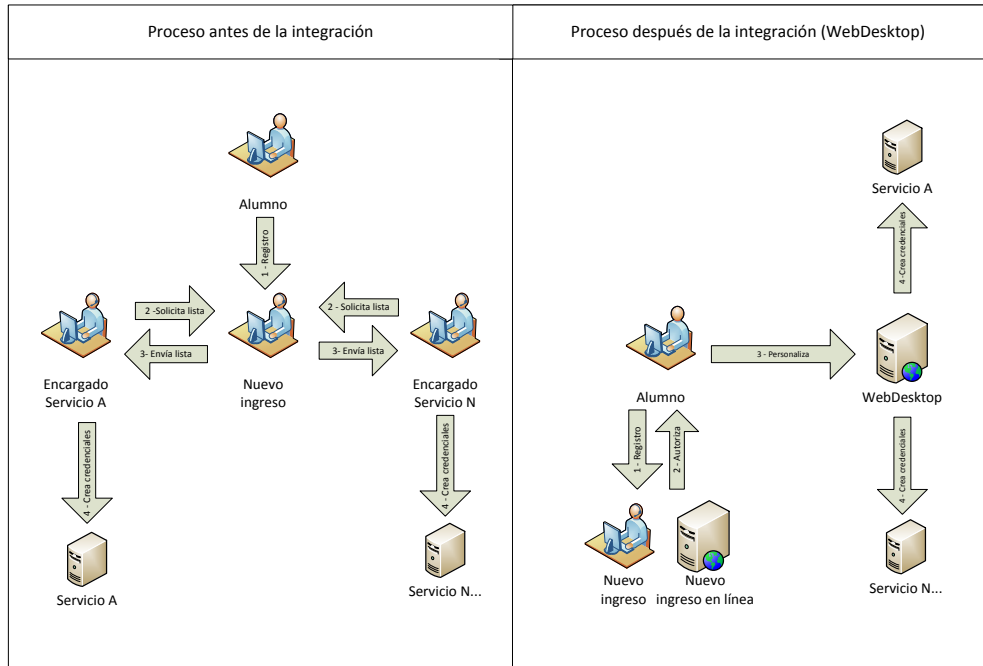 Proceso antes de la integración
Proceso después de la integración (WebDesktop)
Alumno
1 - Registro
2 -Solicita lista
2 - Solicita lista
3- Envía lista
3 - Envía lista
Encargado
Servicio A
Nuevo
ingreso
Encargado
Servicio N
4 - Crea credenciales
4 - Crea credenciales
Servicio A
Servicio N...
Servicio A
4 -Crea credenciales
3 - Personaliza
Alumno
WebDesktop
1 - Registro
2 - Autoriza
4 - Crea credenciales
Nuevo
ingreso
Nuevo
ingreso en línea
Servicio N...